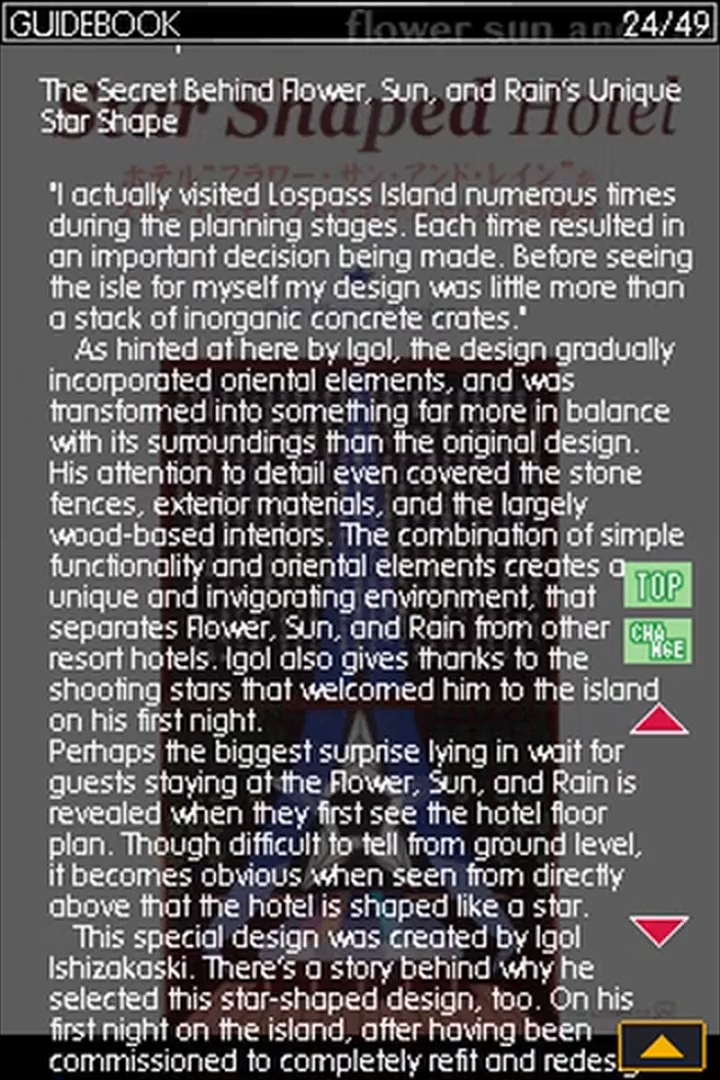 GUIDEBOOK
flower sun an
24/49
The Secret Behind Flower, Sun, and Rain's Unique
Star Shape
Star Shaped Hotel
"I actually visited Lospass Island numerous times
during the planning stages. Each time resulted in
an important decision being made. Before seeing
the isle for myself my design was little more than
a stack of inorganic concrete crates."
As hinted at here by Igol, the design gradually
incorporated oriental elements, and was
transformed into something far more in balance
with its surroundings than the original design.
His attention to detail even covered the stone
fences, exterior materials, and the largely
wood-based interiors. The combination of simple
functionality and oriental elements creates a
unique and invigorating environment, that
separates Flower, Sun, and Rain from other
resort hotels. Igol also gives thanks to the
shooting stars that welcomed him to the island
on his first night.
Perhaps the biggest surprise lying in wait for
guests staying at the Flower, Sun, and Rain is
revealed when they first see the hotel floor
plan. Though difficult to tell from ground level,
it becomes obvious when seen from directly
above that the hotel is shaped like a star.
This special design was created by Igol
Ishizakaski. There's a story behind why he
selected this star-shaped design, too. On his
first night on the island, after having been
commissioned to completely refit and redesig
TOP
CHA
NGE